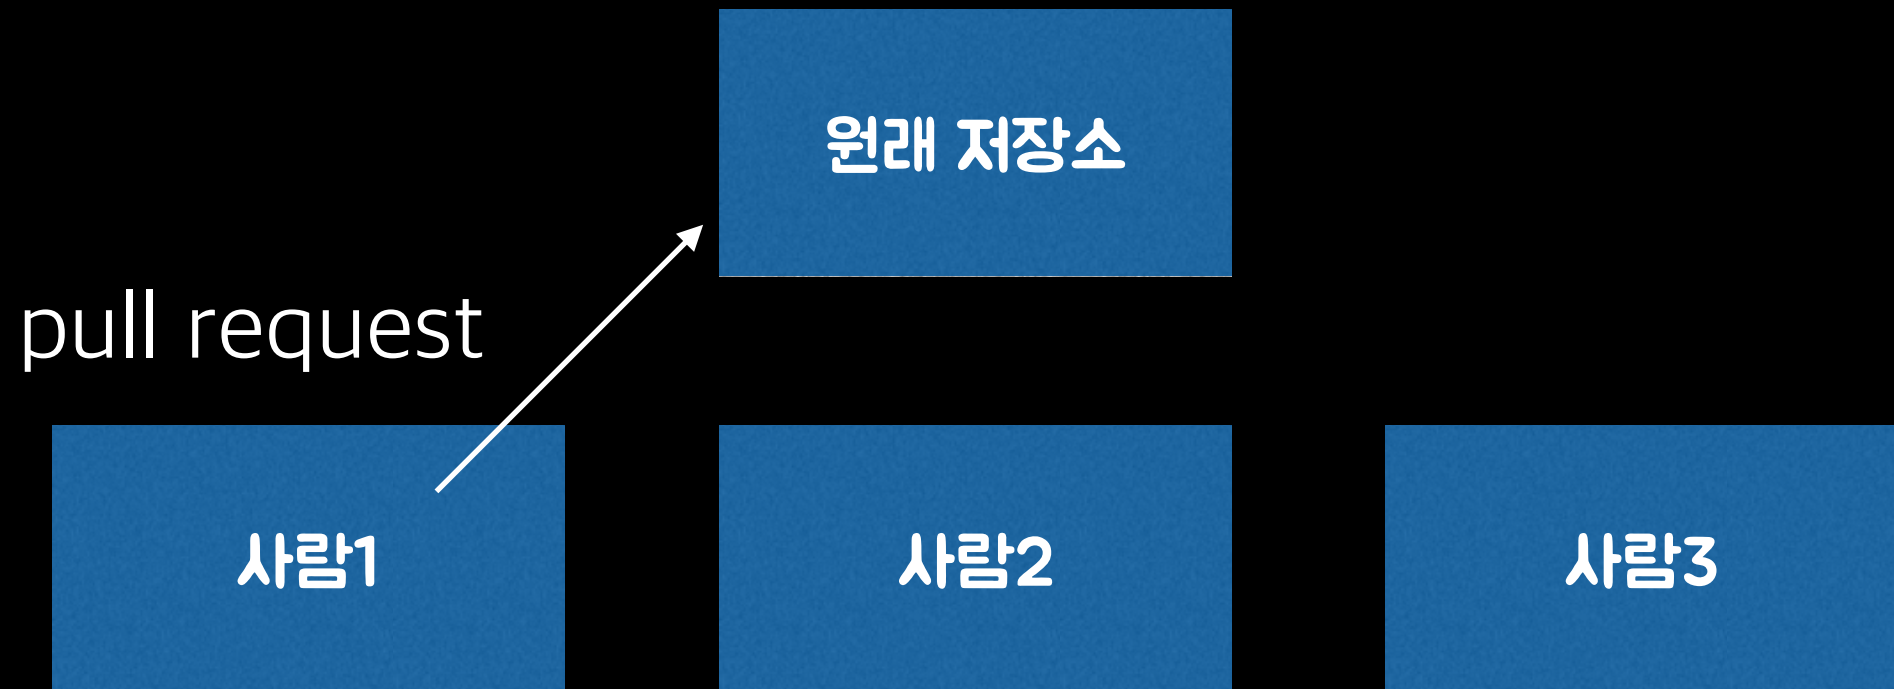 원래 저장소
pull request
사람1
사람2
사람3